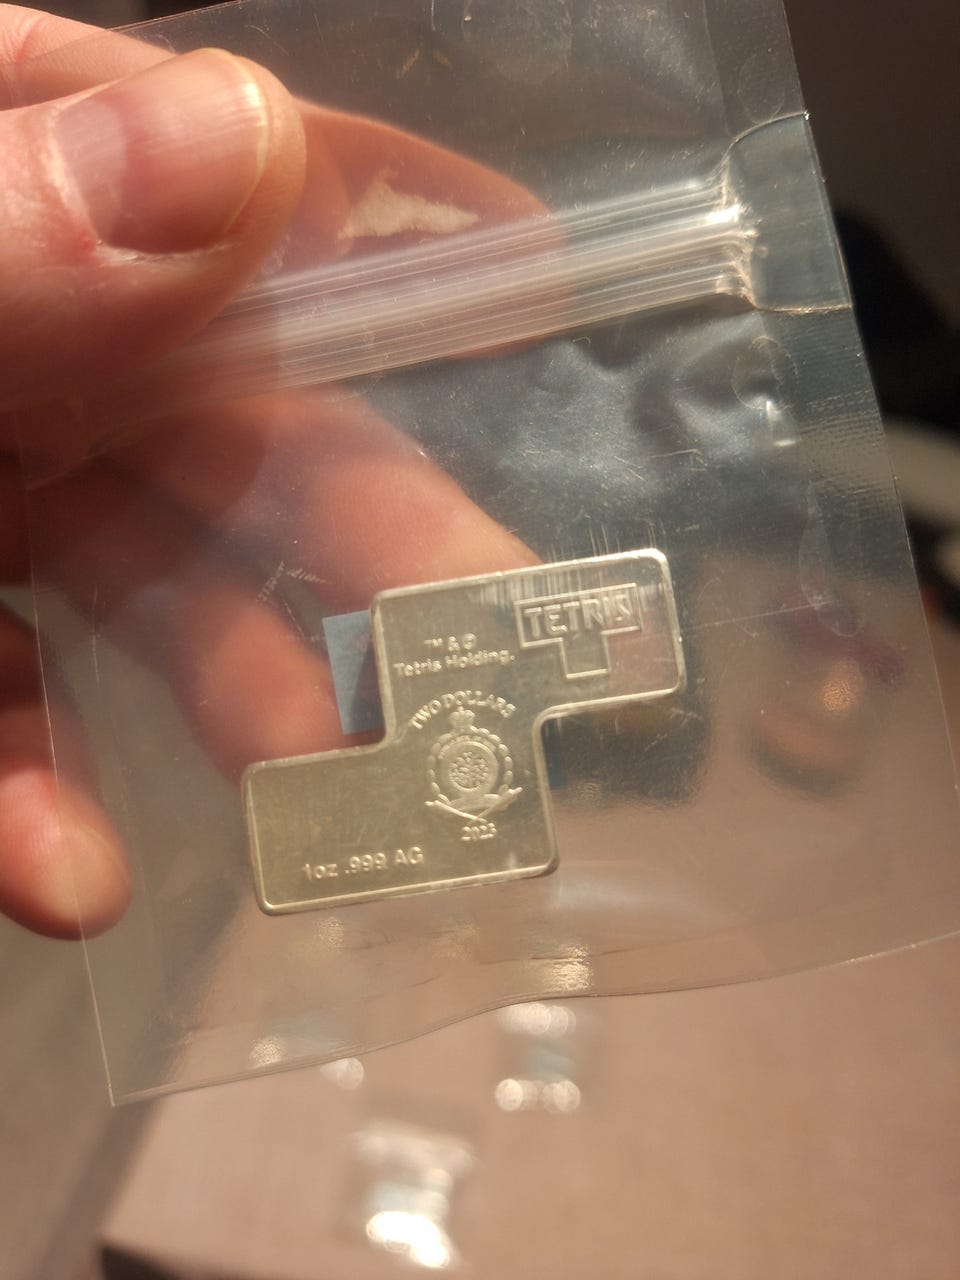 TETRIS
™ & ©
Tetris Holding.
TWO DOLLARS
2023
1oz .999 AG